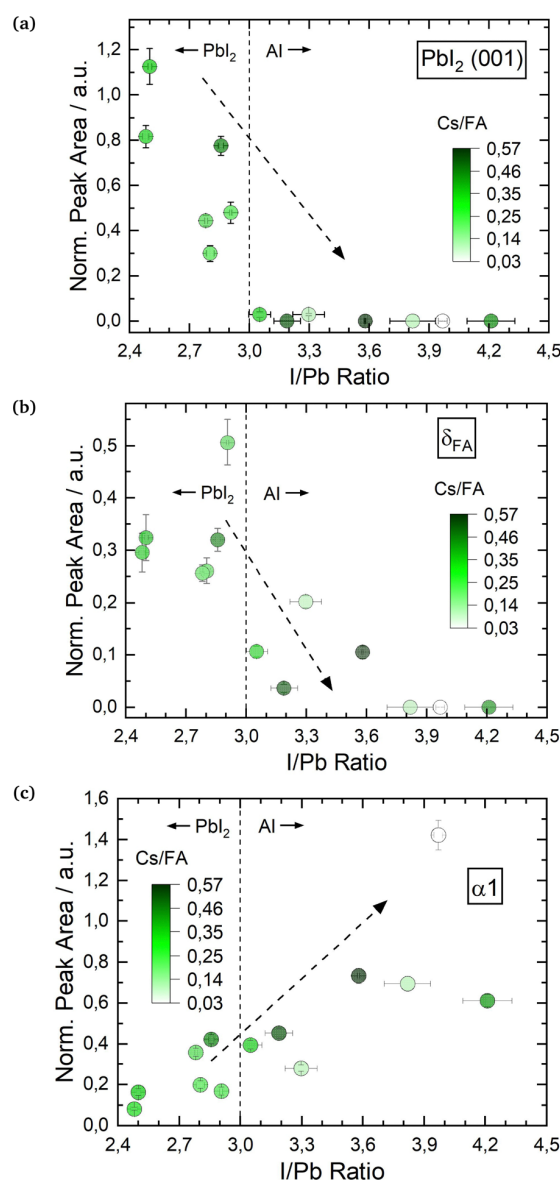 (a)
← PbI₂ AI →
PbI₂ (001)
Cs/FA
0,57
0,46
0,35
0,25
0,14
0,03
Norm. Peak Area / a.u.
1,2
1,0
0,8
0,6
0,4
0,2
0,0
2,4 2,7 3,0 3,3 3,6 3,9 4,2 4,5
I/Pb Ratio
(b)
δFA
← PbI₂ AI →
Cs/FA
0,57
0,46
0,35
0,25
0,14
0,03
Norm. Peak Area / a.u.
0,5
0,4
0,3
0,2
0,1
0,0
2,4 2,7 3,0 3,3 3,6 3,9 4,2 4,5
I/Pb Ratio
(c)
← PbI₂ AI →
Cs/FA
0,57
0,46
0,35
0,25
0,14
0,03
α1
Norm. Peak Area / a.u.
1,6
1,4
1,2
1,0
0,8
0,6
0,4
0,2
0,0
2,4 2,7 3,0 3,3 3,6 3,9 4,2 4,5
I/Pb Ratio